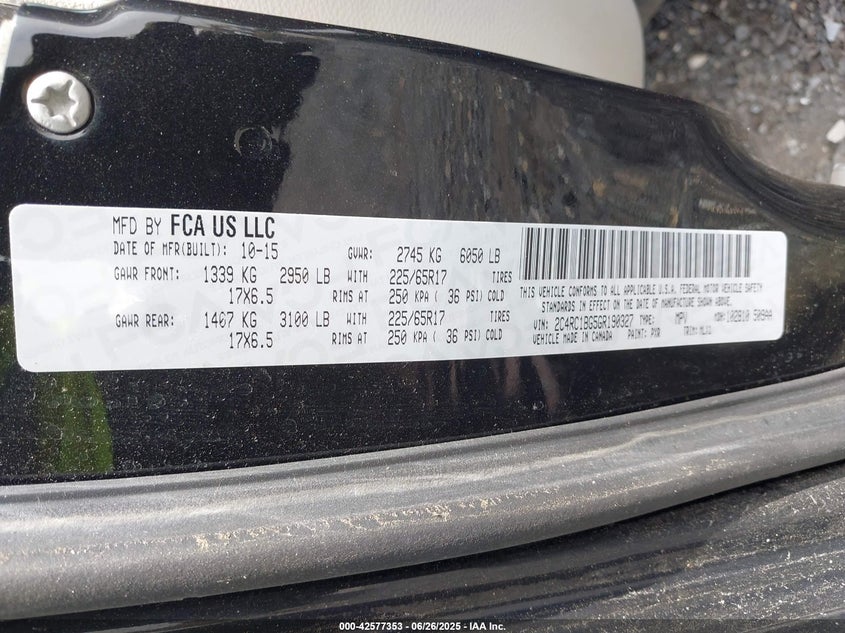 MFD BY FCA US LLC
DATE OF MFR(BUILT): 10-15 GVWR: 2745 KG 6050 LB
GAWR FRONT: 1339 KG 2950 LB WITH 225/65R17 TIRES
17X6.5 RIMS AT 250 KPA ( 36 PSI) COLD
GAWR REAR: 1407 KG 3100 LB WITH 225/65R17 TIRES
17X6.5 RIMS AT 250 KPA ( 36 PSI) COLD
THIS VEHICLE CONFORMS TO ALL APPLICABLE U.S.A. FEDERAL MOTOR VEHICLE SAFETY
STANDARDS IN EFFECT ON THE DATE OF MANUFACTURE SHOWN ABOVE.
VIN: 2C4RC1BG5GR190327 TYPE: MPV MDH: 102810 509AA
VEHICLE MADE IN CANADA PAINT: PXR TRIM:
000-42577353 - 06/26/2025 - IAA Inc.